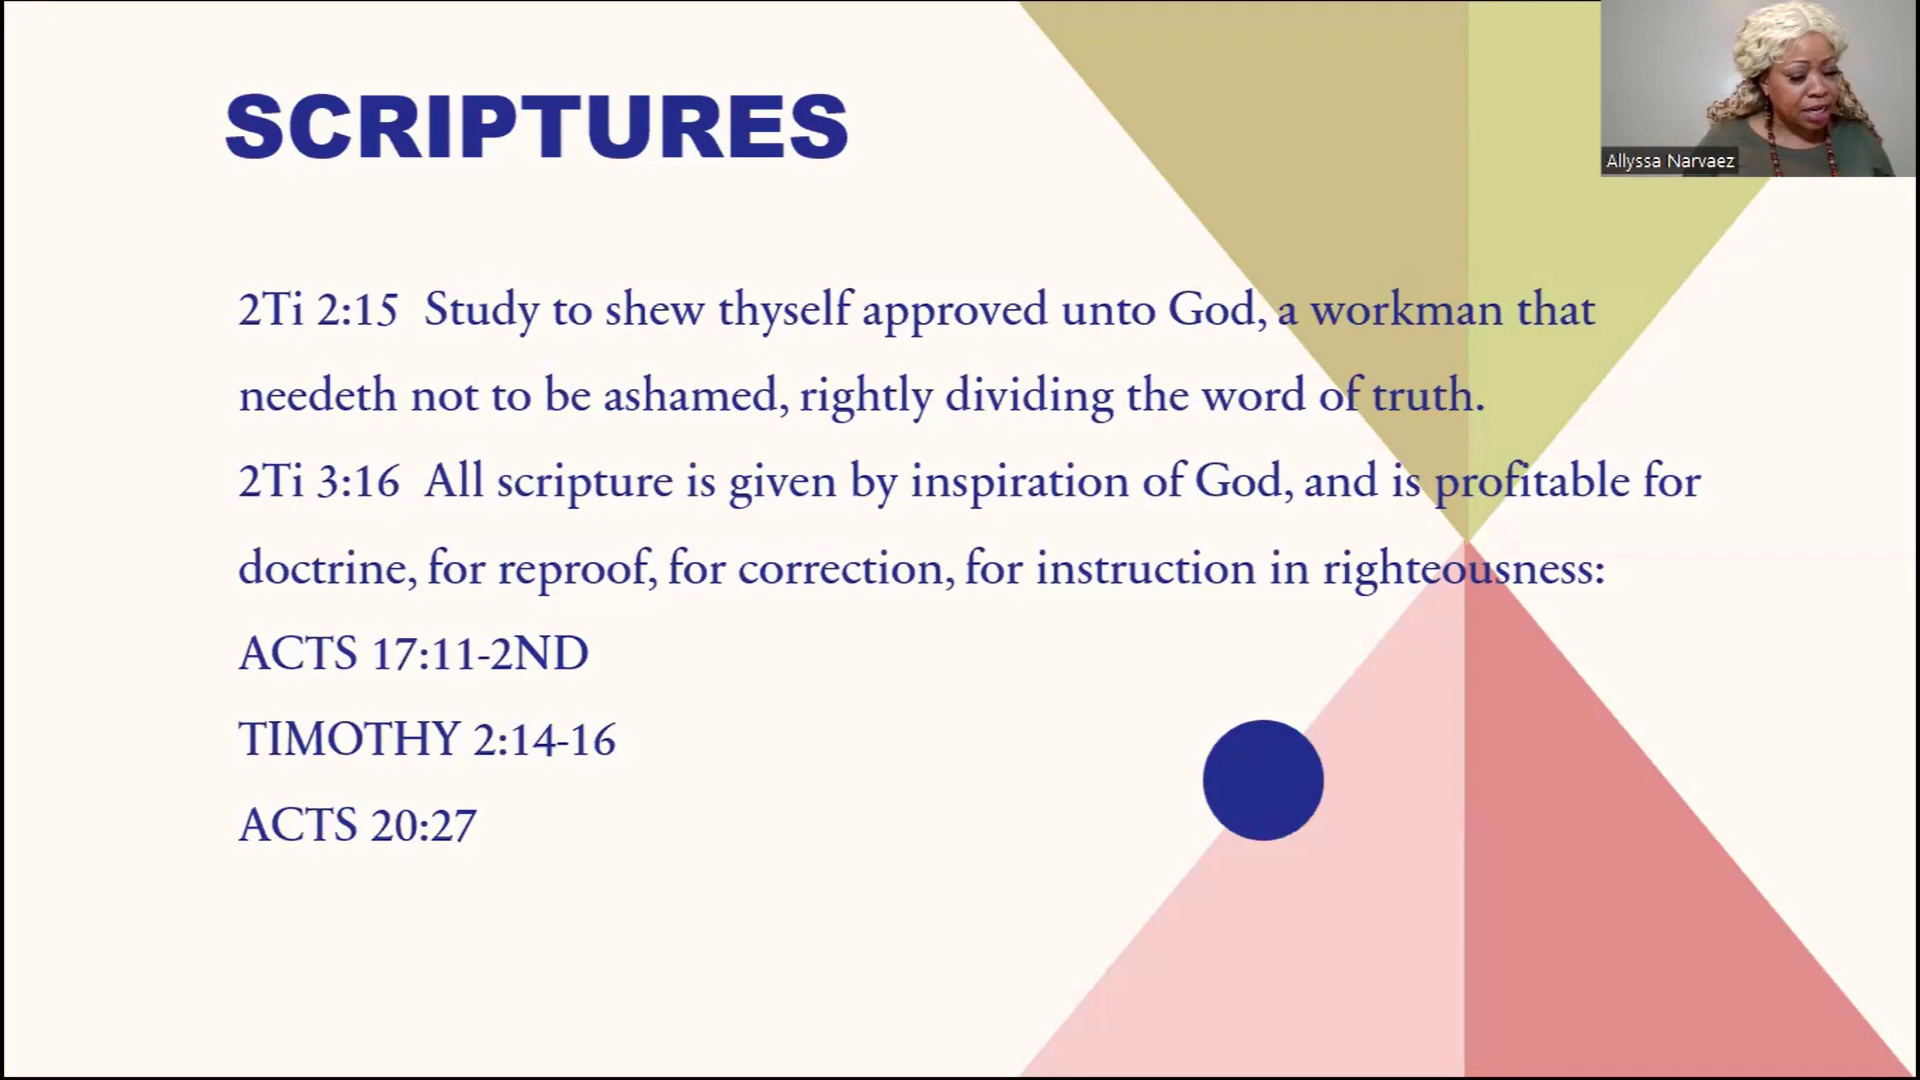 SCRIPTURES
Allyssa Narvaez
2Ti 2:15  Study to shew thyself approved unto God, a workman that
needeth not to be ashamed, rightly dividing the word of truth.
2Ti 3:16  All scripture is given by inspiration of God, and is profitable for
doctrine, for reproof, for correction, for instruction in righteousness:
ACTS 17:11-2ND
TIMOTHY 2:14-16
ACTS 20:27